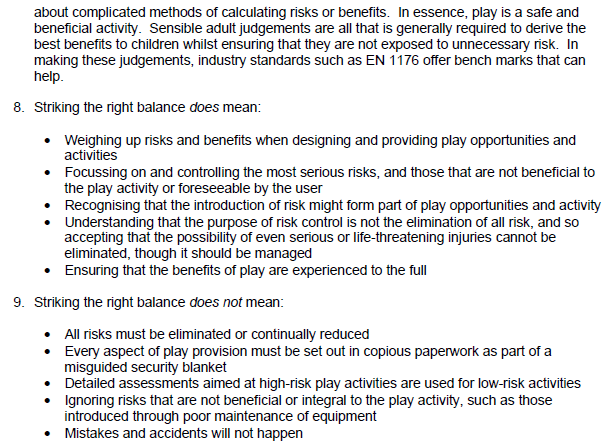 about complicated methods of calculating risks or benefits. In essence, play is a safe and
beneficial activity. Sensible adult judgements are all that is generally required to derive the
best benefits to children whilst ensuring that they are not exposed to unnecessary risk. In
making these judgements, industry standards such as EN 1176 offer bench marks that can
help.
8. Striking the right balance does mean:
• Weighing up risks and benefits when designing and providing play opportunities and
activities
• Focussing on and controlling the most serious risks, and those that are not beneficial to
the play activity or foreseeable by the user
• Recognising that the introduction of risk might form part of play opportunities and activity
• Understanding that the purpose of risk control is not the elimination of all risk, and so
accepting that the possibility of even serious or life-threatening injuries cannot be
eliminated, though it should be managed
• Ensuring that the benefits of play are experienced to the full
9. Striking the right balance does not mean:
• All risks must be eliminated or continually reduced
• Every aspect of play provision must be set out in copious paperwork as part of a
misguided security blanket
• Detailed assessments aimed at high-risk play activities are used for low-risk activities
• Ignoring risks that are not beneficial or integral to the play activity, such as those
introduced through poor maintenance of equipment
• Mistakes and accidents will not happen